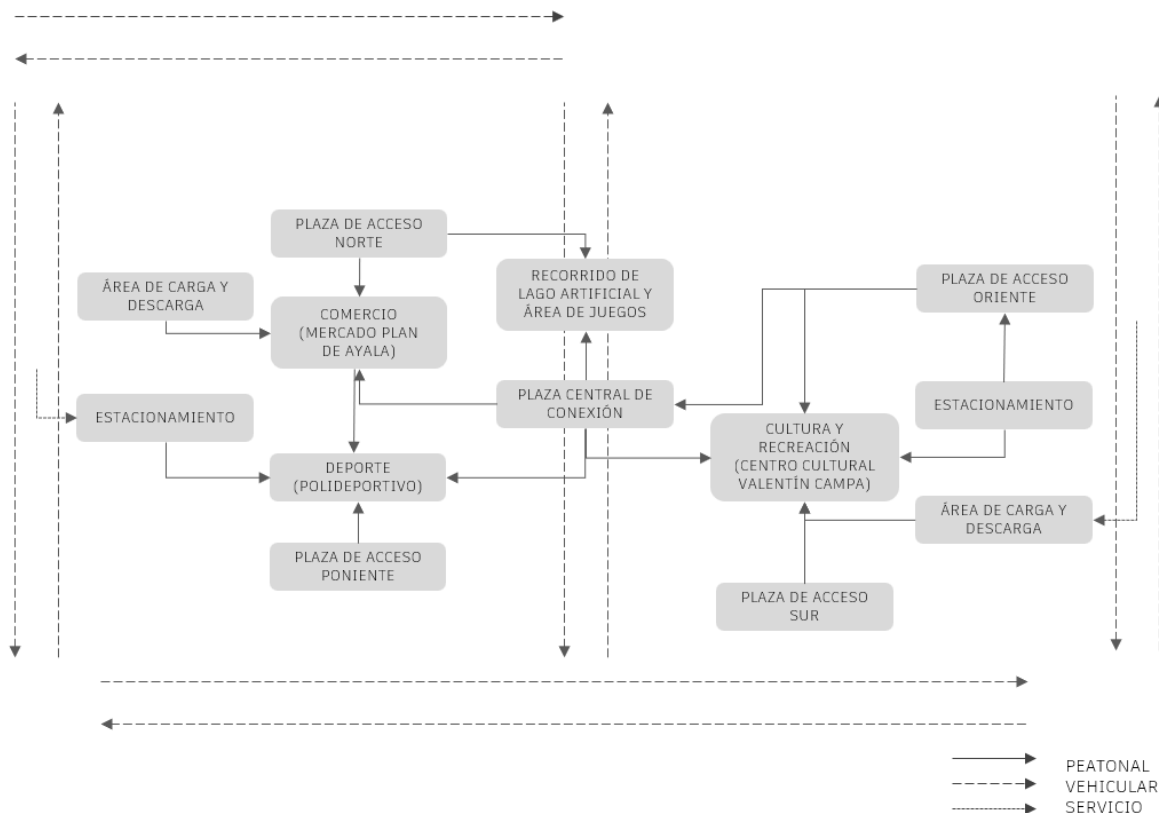 PLAZA DE ACCESO
NORTE
ÁREA DE CARGA Y
DESCARGA
COMERCIO
(MERCADO PLAN
DE AYALA)
RECORRIDO DE
LAGO ARTIFICIAL Y
ÁREA DE JUEGOS
PLAZA DE ACCESO
ORIENTE
ESTACIONAMIENTO
PLAZA CENTRAL DE
CONEXIÓN
ESTACIONAMIENTO
DEPORTE
(POLIDEPORTIVO)
CULTURA Y
RECREACIÓN
(CENTRO CULTURAL
VALENTÍN CAMPA)
ÁREA DE CARGA Y
DESCARGA
PLAZA DE ACCESO
PONIENTE
PLAZA DE ACCESO
SUR
PEATONAL
VEHICULAR
SERVICIO